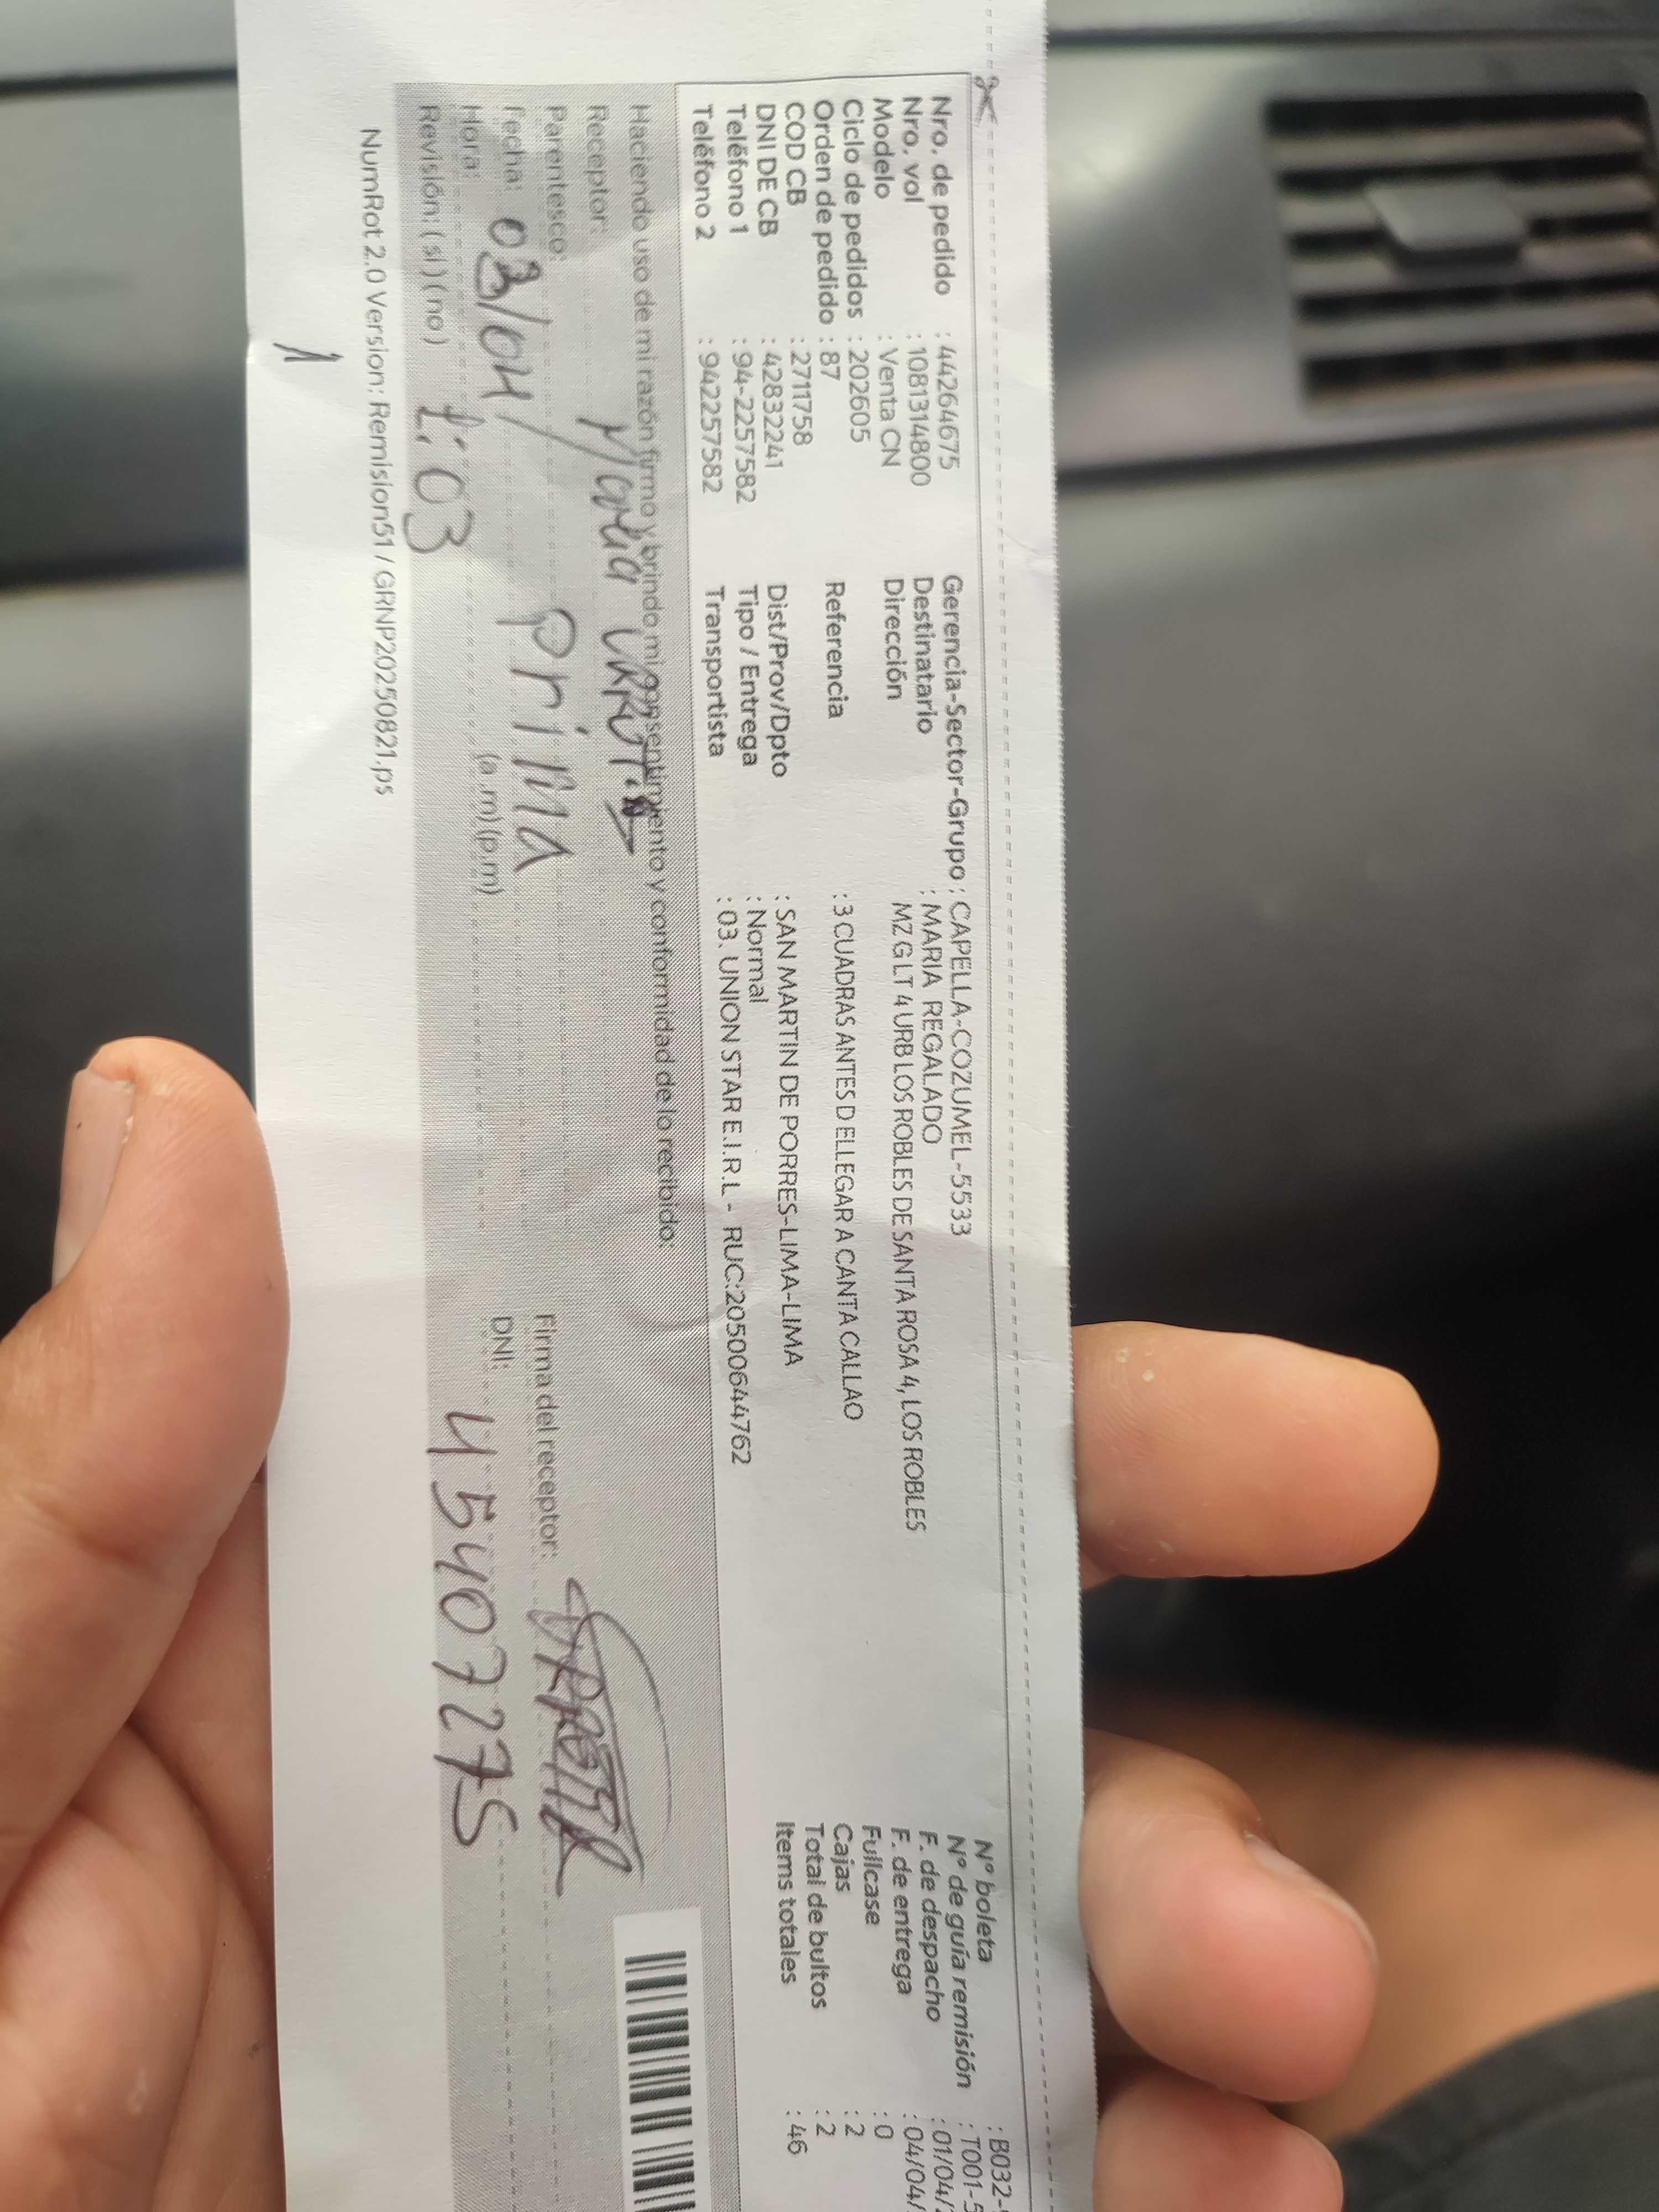 Nro. de pedido : 44264675
Nro. vol : 1081314800
Modelo : Venta CN
Ciclo de pedidos : 202605
Orden de pedido : 87
COD CB : 2711758
DNI DE CB : 42832241
Teléfono 1 : 94-2257582
Teléfono 2 : 942257582
Gerencia-Sector-Grupo : CAPELLA-COZUMEL-5533
Destinatario : MARIA REGALADO
Dirección MZ G LT 4 URB LOS ROBLES DE SANTA ROSA 4, LOS ROBLES
Referencia : 3 CUADRAS ANTES D ELLEGAR A CANTA CALLAO
Dist/Prov/Dpto : SAN MARTIN DE PORRES-LIMA-LIMA
Tipo / Entrega : Normal
Transportista : 03. UNION STAR E.I.R.L - RUC:20500644762
N° boleta : B032-
N° de guía remisión : T001-5
F. de despacho : 01/04/
F. de entrega : 04/04/
Fullcase : 0
Cajas : 2
Total de bultos : 2
Items totales : 46
Haciendo uso de mi razón firmo y brindo mi consentimiento y conformidad de lo recibido:
Receptor: Maria
Parentesco: prima
Fecha: 03/04/
Hora: 1:03 (a.m) (p.m)
Revisión: ( si ) ( no )
Firma del receptor:
DNI: 45407275
NumRot 2.0 Version: Remision51 / GRNP20250821.ps
1